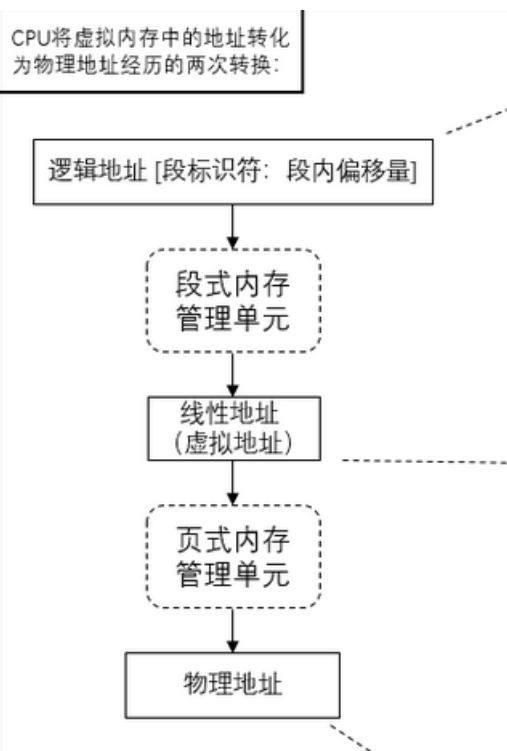 CPU将虚拟内存中的地址转化
为物理地址经历的两次转换：
逻辑地址 [段标识符：段内偏移量]
段式内存
管理单元
线性地址
（虚拟地址）
页式内存
管理单元
物理地址